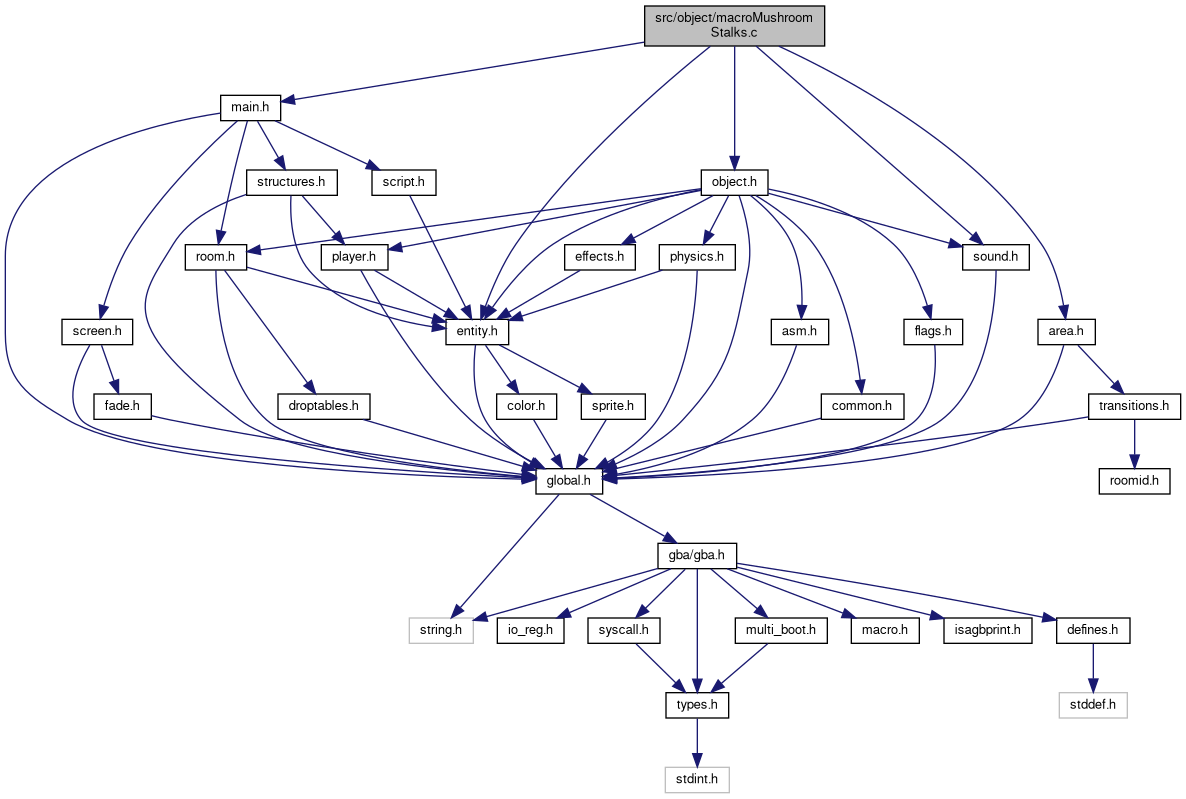 src/object/macroMushroom
Stalks.c
main.h
structures.h
script.h
object.h
room.h
player.h
effects.h
physics.h
sound.h
screen.h
entity.h
asm.h
flags.h
area.h
fade.h
droptables.h
color.h
sprite.h
common.h
transitions.h
global.h
roomid.h
gba/gba.h
string.h
io_reg.h
syscall.h
multi_boot.h
macro.h
isagbprint.h
defines.h
types.h
stddef.h
stdint.h